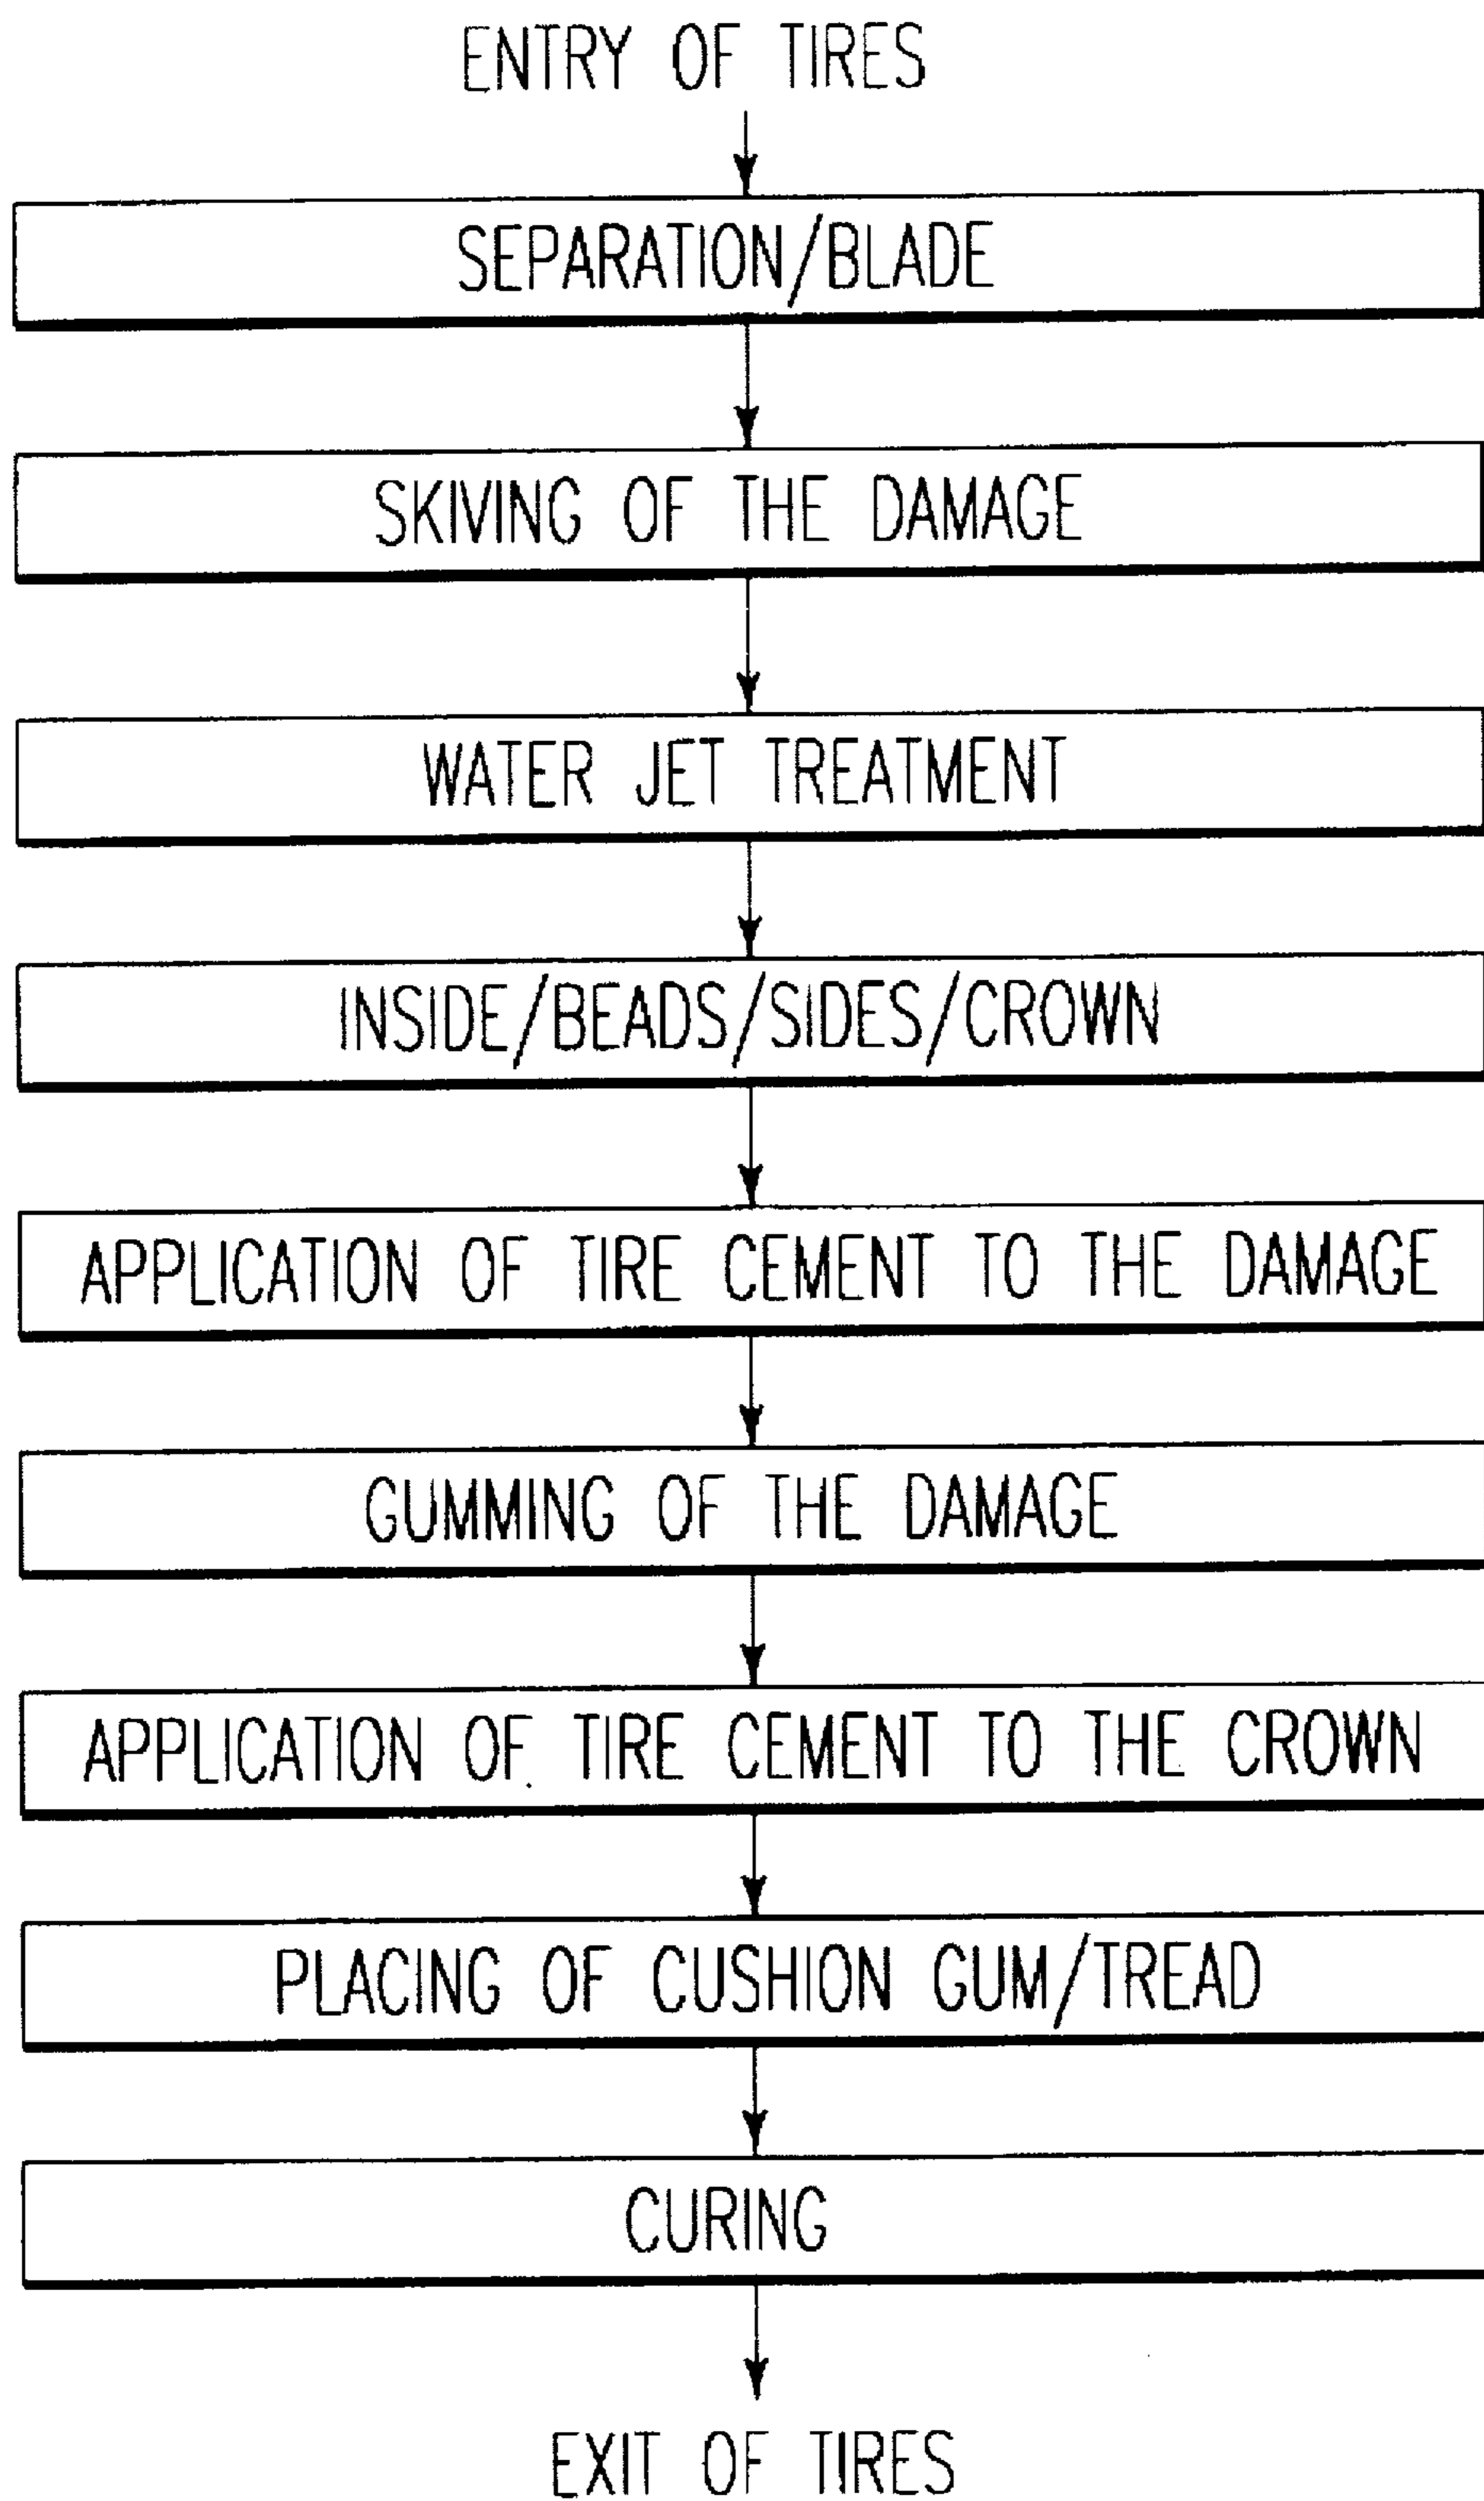 ENTRY OF TIRES
SEPARATION/BLADE
SKIVING OF THE DAMAGE
WATER JET TREATMENT
INSIDE/BEADS/SIDES/CROWN
APPLICATION OF TIRE CEMENT TO THE DAMAGE
GUMMING OF THE DAMAGE
APPLICATION OF TIRE CEMENT TO THE CROWN
PLACING OF CUSHION GUM/TREAD
CURING
EXIT OF TIRES